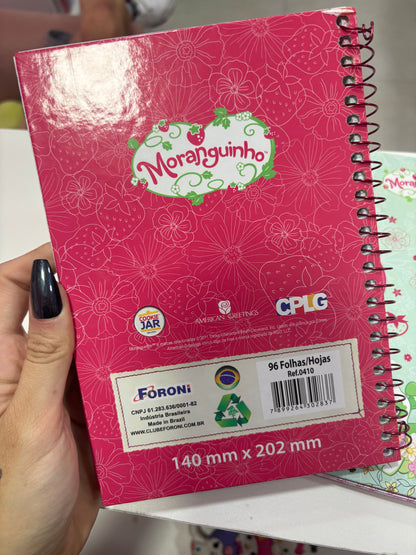 Moranguinho
COOKIE
JAR
AMERICAN GREETINGS
CPLG
FORONI
CNPJ 61.283.636/0001-82
Indústria Brasileira
Made in Brazil
WWW.CLUBEFORONI.COM.BR
96 Folhas/Hojas
Ref.0410
7899264302837
140 mm x 202 mm